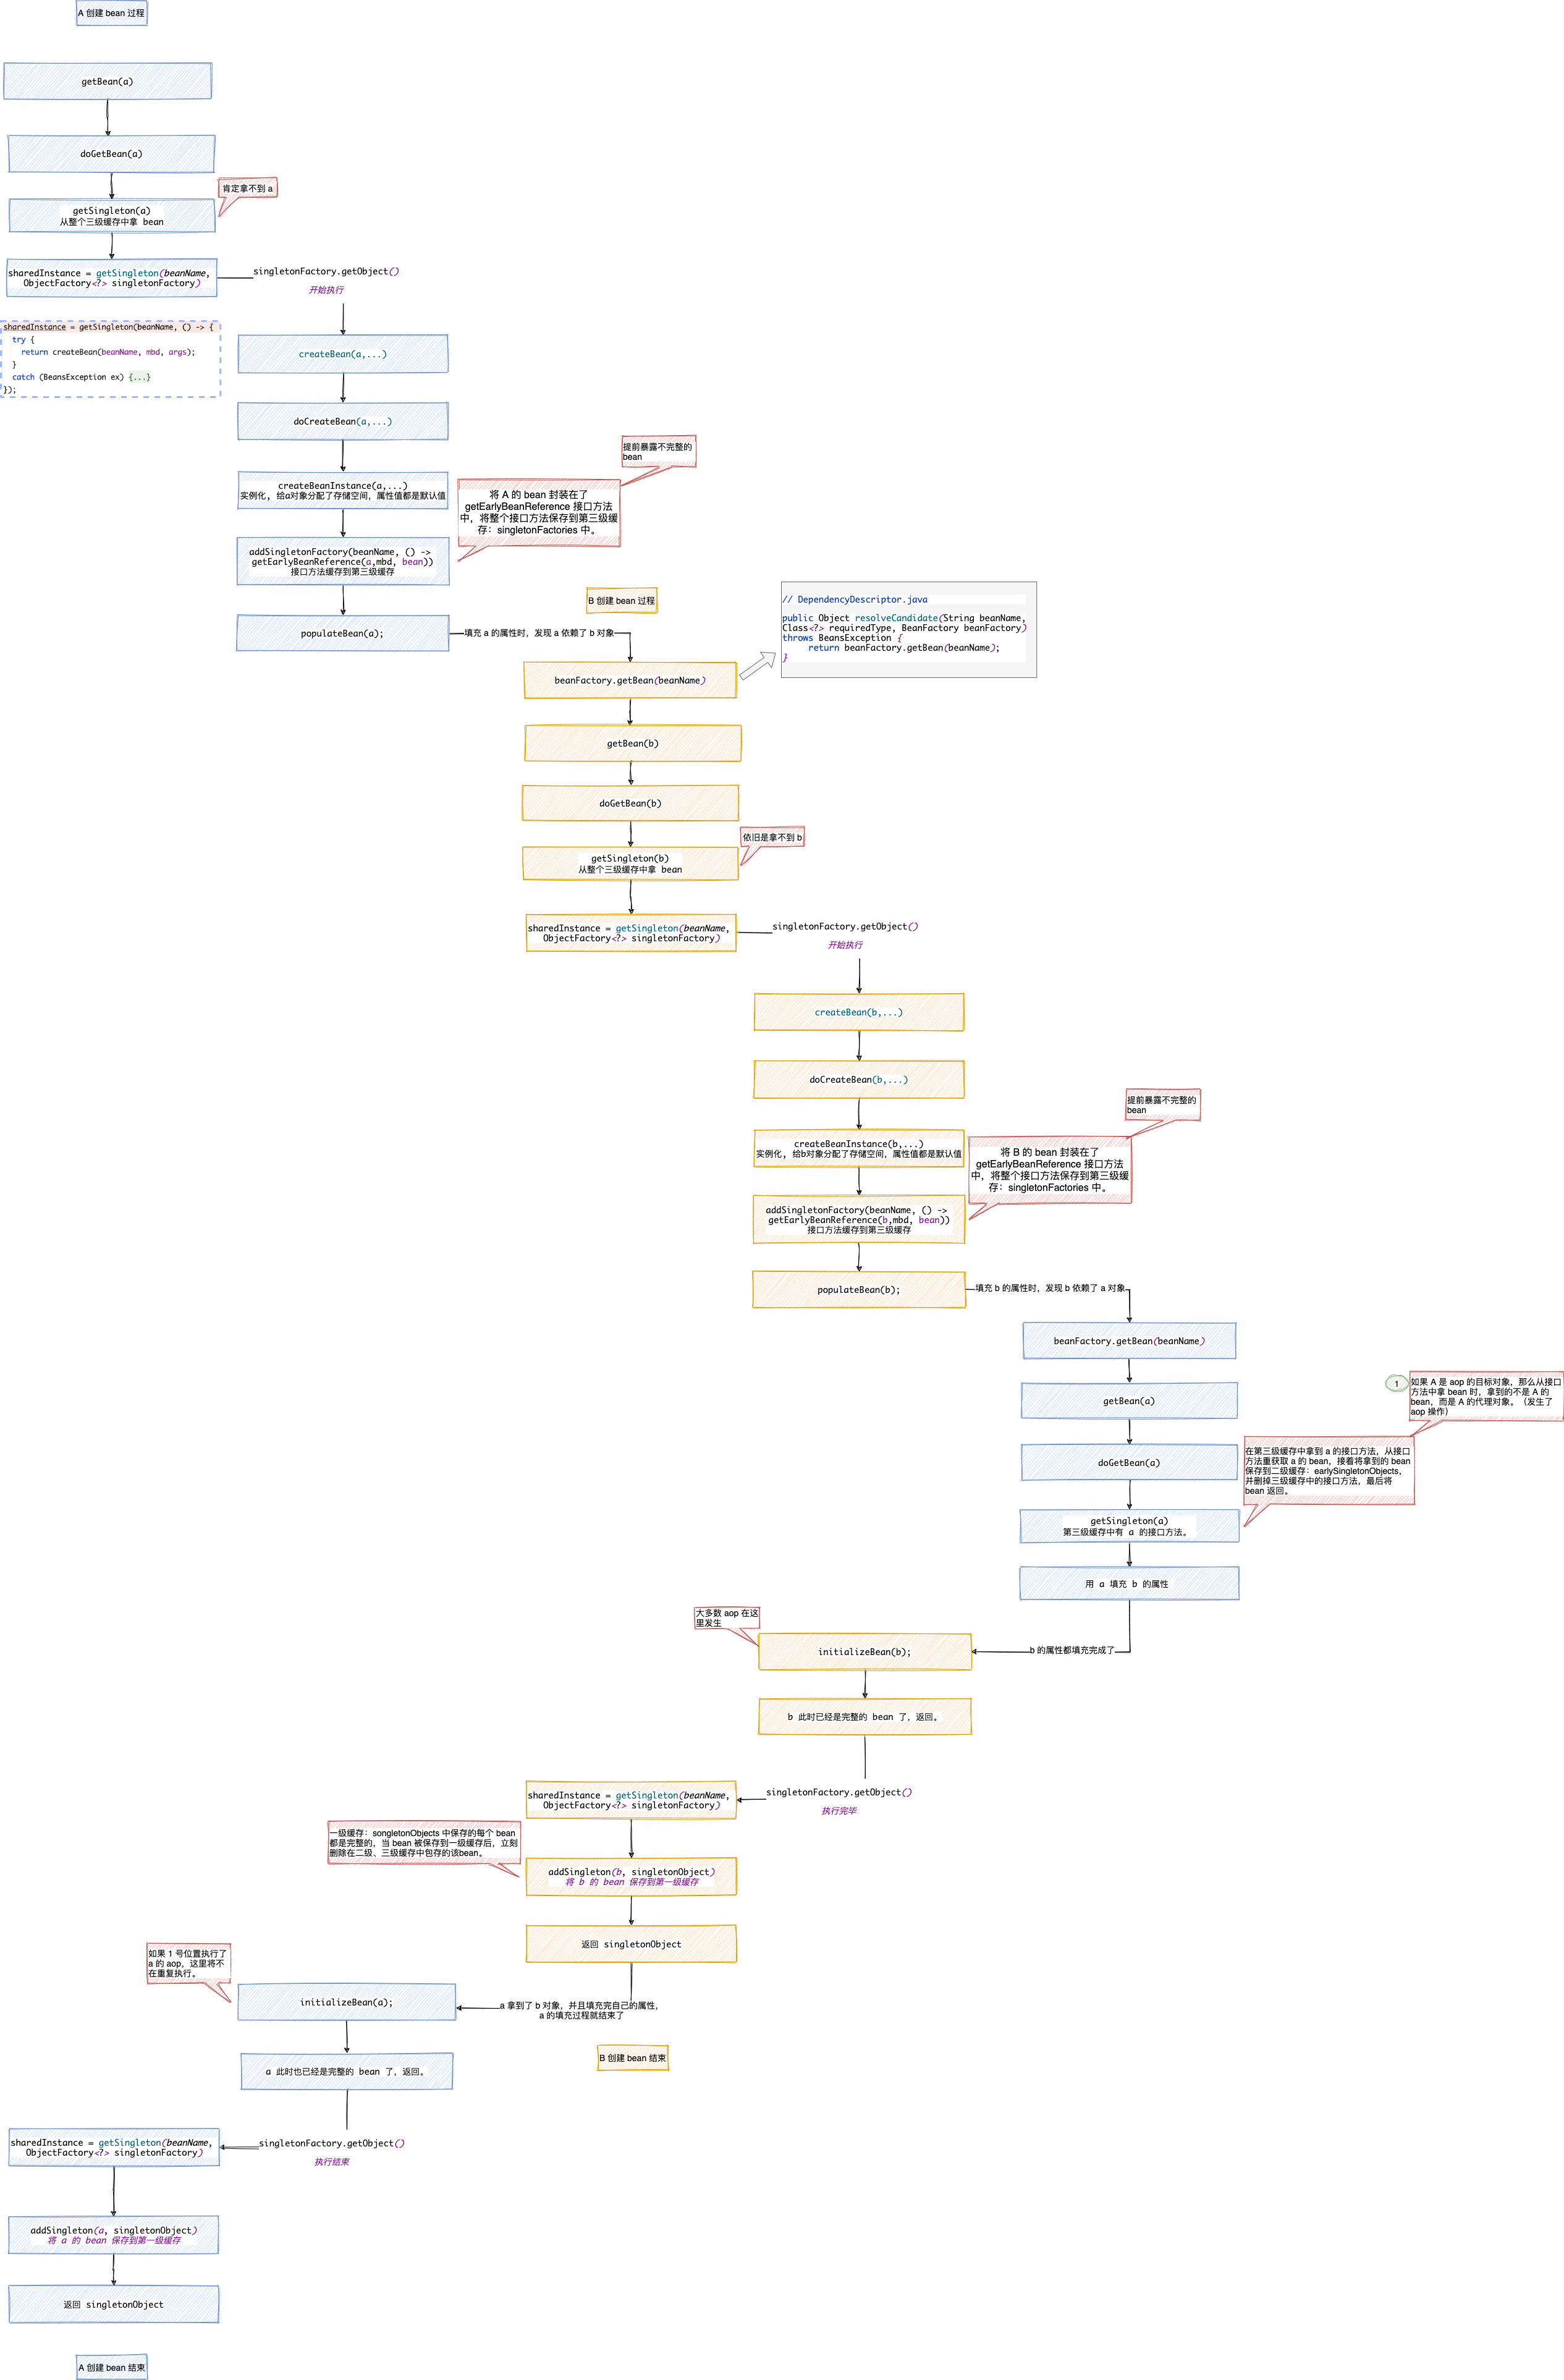 A 创建 bean 过程
getBean(a)
doGetBean(a)
肯定拿不到 a
getSingleton(a)
从整个三级缓存中拿 bean
sharedInstance = getSingleton(beanName,
ObjectFactory<?> singletonFactory)
singletonFactory.getObject()
开始执行
sharedInstance = getSingleton(beanName, () -> {
try {
return createBean(beanName, mbd, args);
}
catch (BeansException ex) {...}
});
createBean(a,...)
doCreateBean(a,...)
提前暴露不完整的
bean
createBeanInstance(a,...)
实例化, 给a对象分配了存储空间，属性值都是默认值
将 A 的 bean 封装在了
getEarlyBeanReference 接口方法
中，将整个接口方法保存到第三级缓
存：singletonFactories 中。
addSingletonFactory(beanName, () ->
getEarlyBeanReference(a,mbd, bean))
接口方法缓存到第三级缓存
B 创建 bean 过程
// DependencyDescriptor.java
public Object resolveCandidate(String beanName,
Class<?> requiredType, BeanFactory beanFactory)
throws BeansException {
return beanFactory.getBean(beanName);
}
populateBean(a);
填充 a 的属性时，发现 a 依赖了 b 对象
beanFactory.getBean(beanName)
getBean(b)
doGetBean(b)
依旧是拿不到 b
getSingleton(b)
从整个三级缓存中拿 bean
sharedInstance = getSingleton(beanName,
ObjectFactory<?> singletonFactory)
singletonFactory.getObject()
开始执行
createBean(b,...)
doCreateBean(b,...)
提前暴露不完整的
bean
createBeanInstance(b,...)
实例化, 给b对象分配了存储空间，属性值都是默认值
将 B 的 bean 封装在了
getEarlyBeanReference 接口方法
中，将整个接口方法保存到第三级缓
存：singletonFactories 中。
addSingletonFactory(beanName, () ->
getEarlyBeanReference(b,mbd, bean))
接口方法缓存到第三级缓存
populateBean(b);
填充 b 的属性时，发现 b 依赖了 a 对象
beanFactory.getBean(beanName)
1
如果 A 是 aop 的目标对象，那么从接口
方法中拿 bean 时，拿到的不是 A 的
bean，而是 A 的代理对象。（发生了
aop 操作）
getBean(a)
doGetBean(a)
在第三级缓存中拿到 a 的接口方法，从接口
方法重获取 a 的 bean，接着将拿到的 bean
保存到二级缓存：earlySingletonObjects，
并删掉三级缓存中的接口方法，最后将
bean 返回。
getSingleton(a)
第三级缓存中有 a 的接口方法。
用 a 填充 b 的属性
大多数 aop 在这
里发生
initializeBean(b);
b 的属性都填充完成了
b 此时已经是完整的 bean 了，返回。
sharedInstance = getSingleton(beanName,
ObjectFactory<?> singletonFactory)
singletonFactory.getObject()
执行完毕
一级缓存：songletonObjects 中保存的每个 bean
都是完整的，当 bean 被保存到一级缓存后，立刻
删除在二级、三级缓存中包存的该bean。
addSingleton(b, singletonObject)
将 b 的 bean 保存到第一级缓存
返回 singletonObject
如果 1 号位置执行了
a 的 aop，这里将不
在重复执行。
initializeBean(a);
a 拿到了 b 对象，并且填充完自己的属性，
a 的填充过程就结束了
B 创建 bean 结束
a 此时也已经是完整的 bean 了，返回。
sharedInstance = getSingleton(beanName,
ObjectFactory<?> singletonFactory)
singletonFactory.getObject()
执行结束
addSingleton(a, singletonObject)
将 a 的 bean 保存到第一级缓存
返回 singletonObject
A 创建 bean 结束